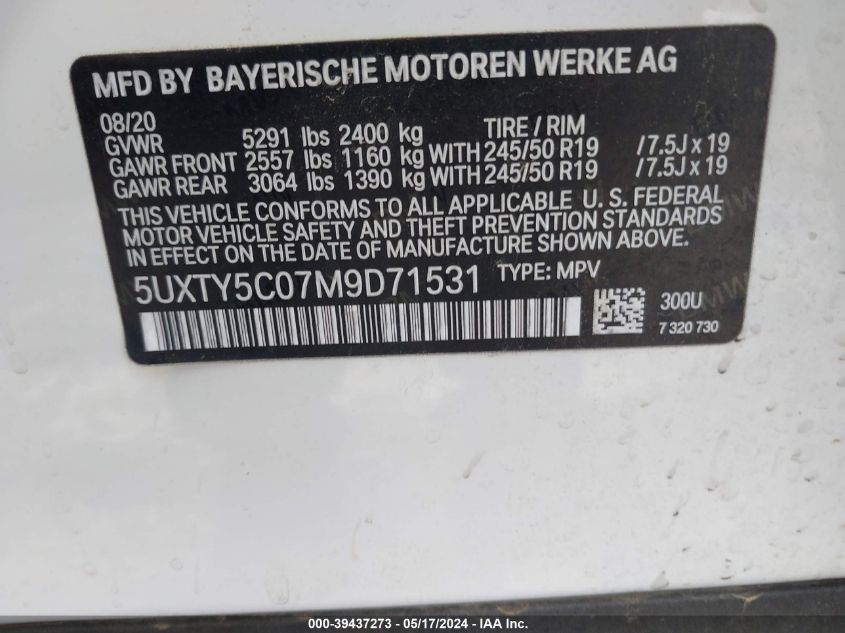 MFD BY BAYERISCHE MOTOREN WERKE AG
08/20
GVWR 5291 lbs 2400 kg TIRE / RIM
GAWR FRONT 2557 lbs 1160 kg WITH 245/50 R19 /7.5J x 19
GAWR REAR 3064 lbs 1390 kg WITH 245/50 R19 /7.5J x 19
THIS VEHICLE CONFORMS TO ALL APPLICABLE U. S. FEDERAL
MOTOR VEHICLE SAFETY AND THEFT PREVENTION STANDARDS
IN EFFECT ON THE DATE OF MANUFACTURE SHOWN ABOVE.
5UXTY5C07M9D71531 TYPE: MPV
300U
7 320 730
000-39437273 - 05/17/2024 - IAA Inc.